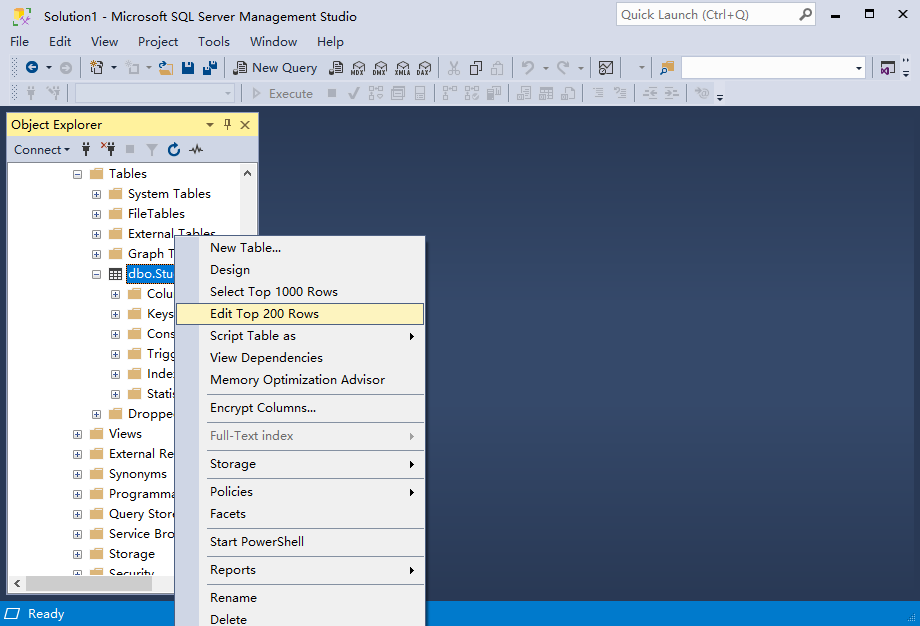 Solution1 - Microsoft SQL Server Management Studio
Quick Launch (Ctrl+Q)
File Edit View Project Tools Window Help
New Query
MDX DMX XMLA DAX
Execute
Object Explorer
Connect
Tables
System Tables
FileTables
External Tables
Graph T
dbo.Stu
Colu
Keys
Cons
Trigg
Index
Statis
Droppe
Views
External Re
Synonyms
Programma
Query Store
Service Bro
Storage
Security
New Table...
Design
Select Top 1000 Rows
Edit Top 200 Rows
Script Table as
View Dependencies
Memory Optimization Advisor
Encrypt Columns...
Full-Text index
Storage
Policies
Facets
Start PowerShell
Reports
Rename
Delete
Ready